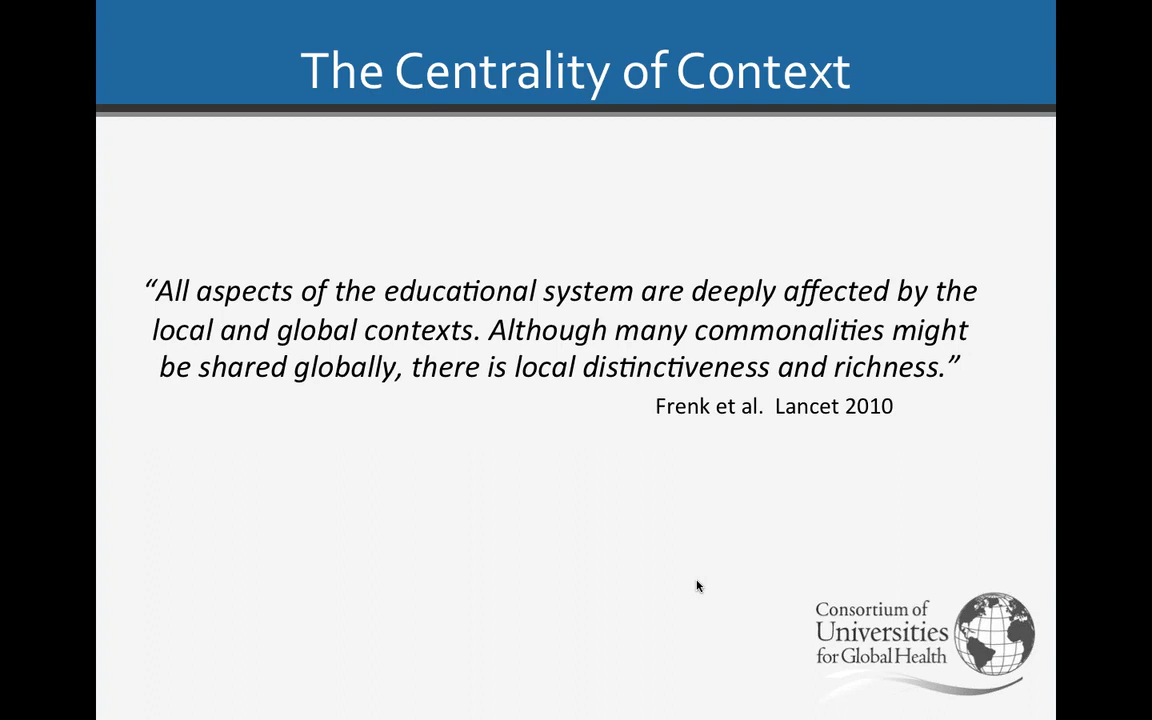 The Centrality of Context
“All aspects of the educational system are deeply affected by the
local and global contexts. Although many commonalities might
be shared globally, there is local distinctiveness and richness.”
Frenk et al.  Lancet 2010
Consortium of
Universities
for Global Health